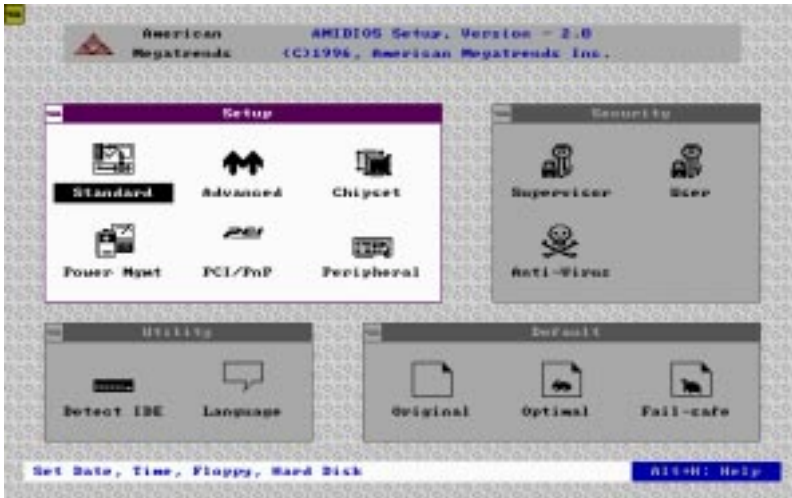 American
Megatrends
AMIBIOS Setup, Version - 2.0
(C)1996, American Megatrends Inc.
Setup
Standard
Advanced
Chipset
Power Mgmt
PCI
PCI/PnP
Peripheral
Security
Supervisor
User
Anti-Virus
Utility
Detect IDE
Language
Default
Original
Optimal
Fail-safe
Set Date, Time, Floppy, Hard Disk
Alt+H: Help